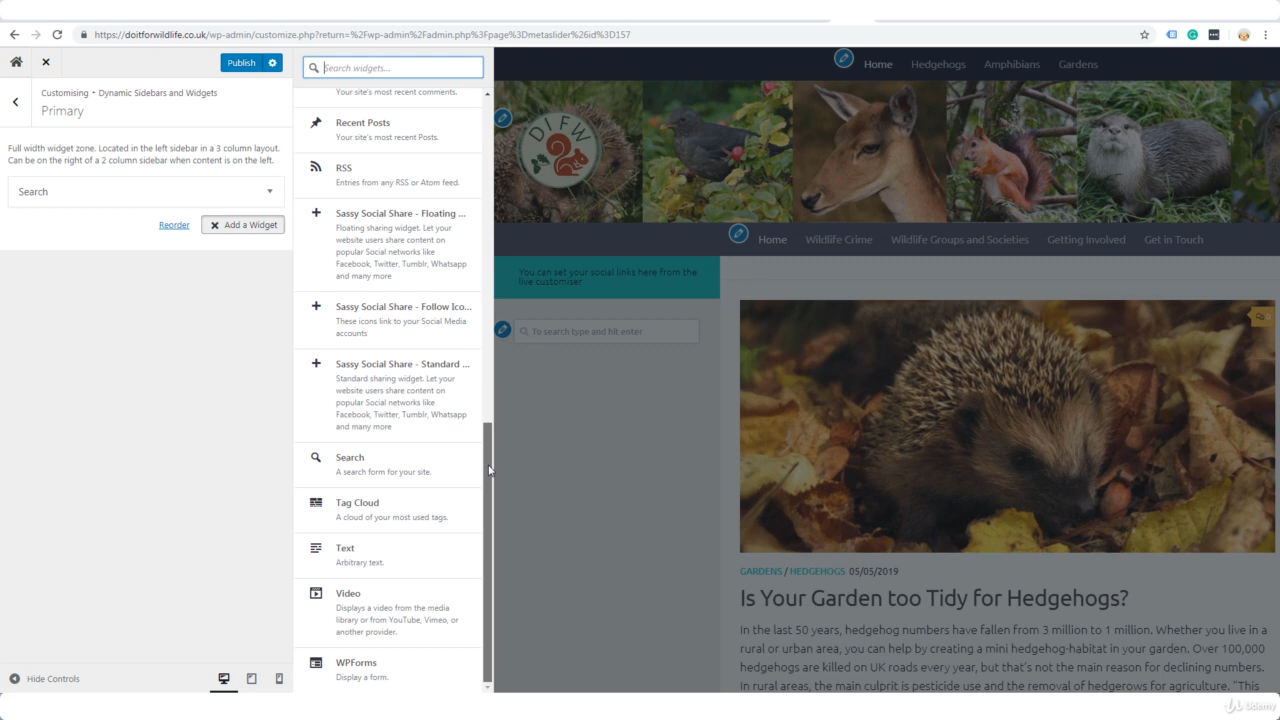 https://doitforwildlife.co.uk/wp-admin/customize.php?return=%2Fwp-admin%2Fadmin.php%3Fpage%3Dmetaslider%26id%3D157
Publish
Search widgets...
Customising ‣ Dynamic Sidebars and Widgets
Primary
Full width widget zone. Located in the left sidebar in a 3 column layout.
Can be on the right of a 2 column sidebar when content is on the left.
Search
Reorder
Add a Widget
Hide Controls
Your site's most recent comments.
Recent Posts
Your site's most recent Posts.
RSS
Entries from any RSS or Atom feed.
Sassy Social Share - Floating ...
Floating sharing widget. Let your
website users share content on
popular Social networks like
Facebook, Twitter, Tumblr, Whatsapp
and many more
Sassy Social Share - Follow Ico...
These icons link to your Social Media
accounts
Sassy Social Share - Standard ...
Standard sharing widget. Let your
website users share content on
popular Social networks like
Facebook, Twitter, Tumblr, Whatsapp
and many more
Search
A search form for your site.
Tag Cloud
A cloud of your most used tags.
Text
Arbitrary text.
Video
Displays a video from the media
library or from YouTube, Vimeo, or
another provider.
WPForms
Display a form.
Home Hedgehogs Amphibians Gardens
DIFW
Home Wildlife Crime Wildlife Groups and Societies Getting Involved Get in Touch
You can set your social links here from the
live customiser
To search type and hit enter
GARDENS / HEDGEHOGS 05/05/2019
Is Your Garden too Tidy for Hedgehogs?
In the last 50 years, hedgehog numbers have fallen from 3 million to 1 million. Whether you live in a
rural or urban area, you can help by creating a mini hedgehog-habitat in your garden. Over 100,000
hedgehogs are killed on UK roads every year, but that's not the main reason for declining numbers.
In rural areas, the main culprit is pesticide use and the removal of hedgerows for agriculture. "This
Udemy